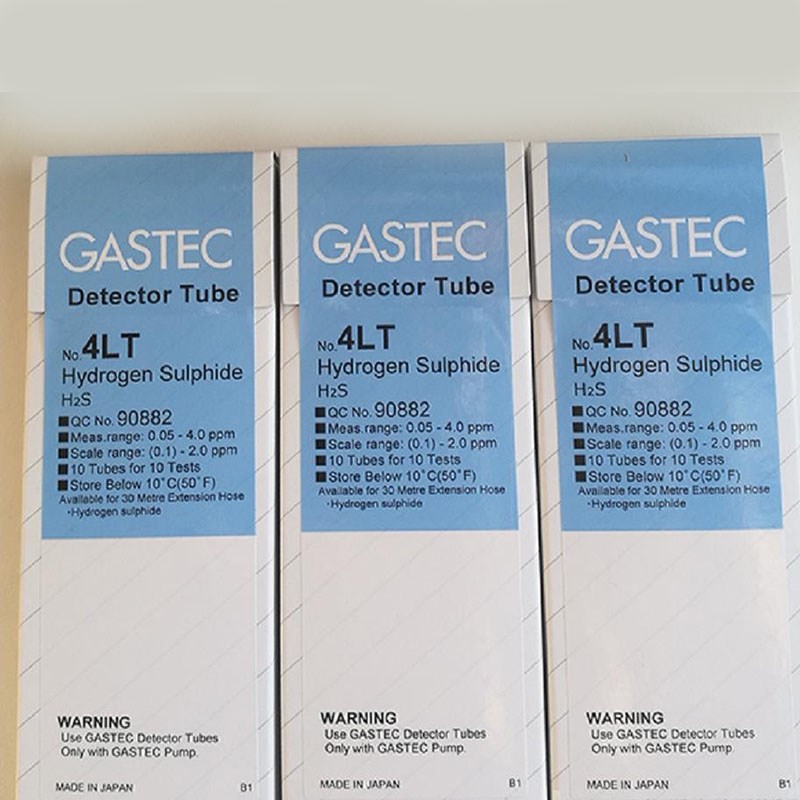 GASTEC
Detector Tube
No.4LT
Hydrogen Sulphide
H₂S
■QC No. 90882
■Meas.range: 0.05 - 4.0 ppm
■Scale range: (0.1) - 2.0 ppm
■10 Tubes for 10 Tests
■Store Below 10°C(50°F)
Available for 30 Metre Extension Hose
·Hydrogen sulphide
WARNING
Use GASTEC Detector Tubes
Only with GASTEC Pump.
MADE IN JAPAN B1
GASTEC
Detector Tube
No.4LT
Hydrogen Sulphide
H₂S
■QC No. 90882
■Meas.range: 0.05 - 4.0 ppm
■Scale range: (0.1) - 2.0 ppm
■10 Tubes for 10 Tests
■Store Below 10°C(50°F)
Available for 30 Metre Extension Hose
·Hydrogen sulphide
WARNING
Use GASTEC Detector Tubes
Only with GASTEC Pump.
MADE IN JAPAN B1
GASTEC
Detector Tube
No.4LT
Hydrogen Sulphide
H₂S
■QC No. 90882
■Meas.range: 0.05 - 4.0 ppm
■Scale range: (0.1) - 2.0 ppm
■10 Tubes for 10 Tests
■Store Below 10°C(50°F)
Available for 30 Metre Extension Hose
·Hydrogen sulphide
WARNING
Use GASTEC Detector Tubes
Only with GASTEC Pump.
MADE IN JAPAN B1